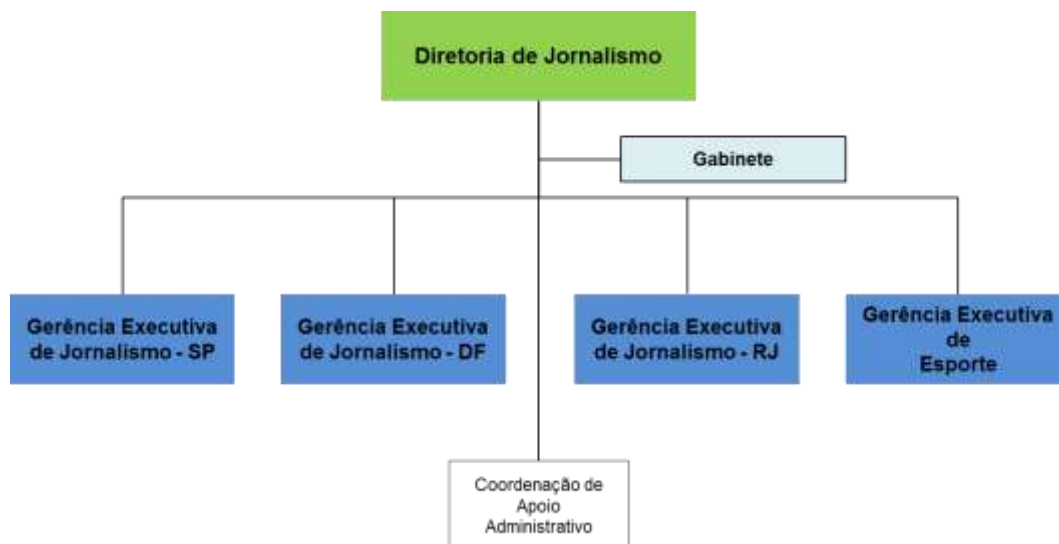 Diretoria de Jornalismo
Gabinete
Gerência Executiva
de Jornalismo - SP
Gerência Executiva
de Jornalismo - DF
Gerência Executiva
de Jornalismo - RJ
Gerência Executiva
de
Esporte
Coordenação de
Apoio
Administrativo